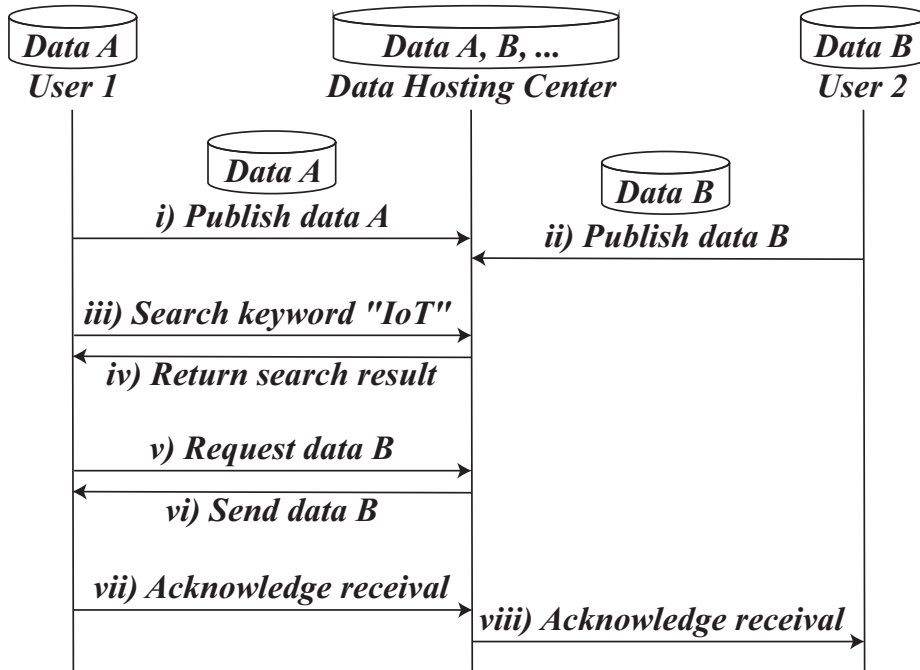 Data A
Data A, B, ...
Data B
User 1
Data Hosting Center
User 2
Data A
Data B
i) Publish data A
ii) Publish data B
iii) Search keyword "IoT"
iv) Return search result
v) Request data B
vi) Send data B
vii) Acknowledge receival
viii) Acknowledge receival